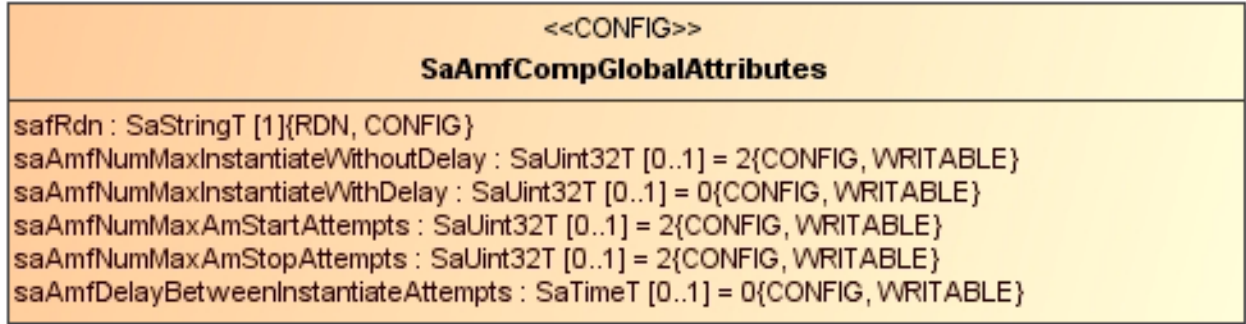 <<CONFIG>>
SaAmfCompGlobalAttributes
safRdn : SaStringT [1]{RDN, CONFIG}
saAmfNumMaxInstantiateWithoutDelay : SaUint32T [0..1] = 2{CONFIG, WRITABLE}
saAmfNumMaxInstantiateWithDelay : SaUint32T [0..1] = 0{CONFIG, WRITABLE}
saAmfNumMaxAmStartAttempts : SaUint32T [0..1] = 2{CONFIG, WRITABLE}
saAmfNumMaxAmStopAttempts : SaUint32T [0..1] = 2{CONFIG, WRITABLE}
saAmfDelayBetweenInstantiateAttempts : SaTimeT [0..1] = 0{CONFIG, WRITABLE}